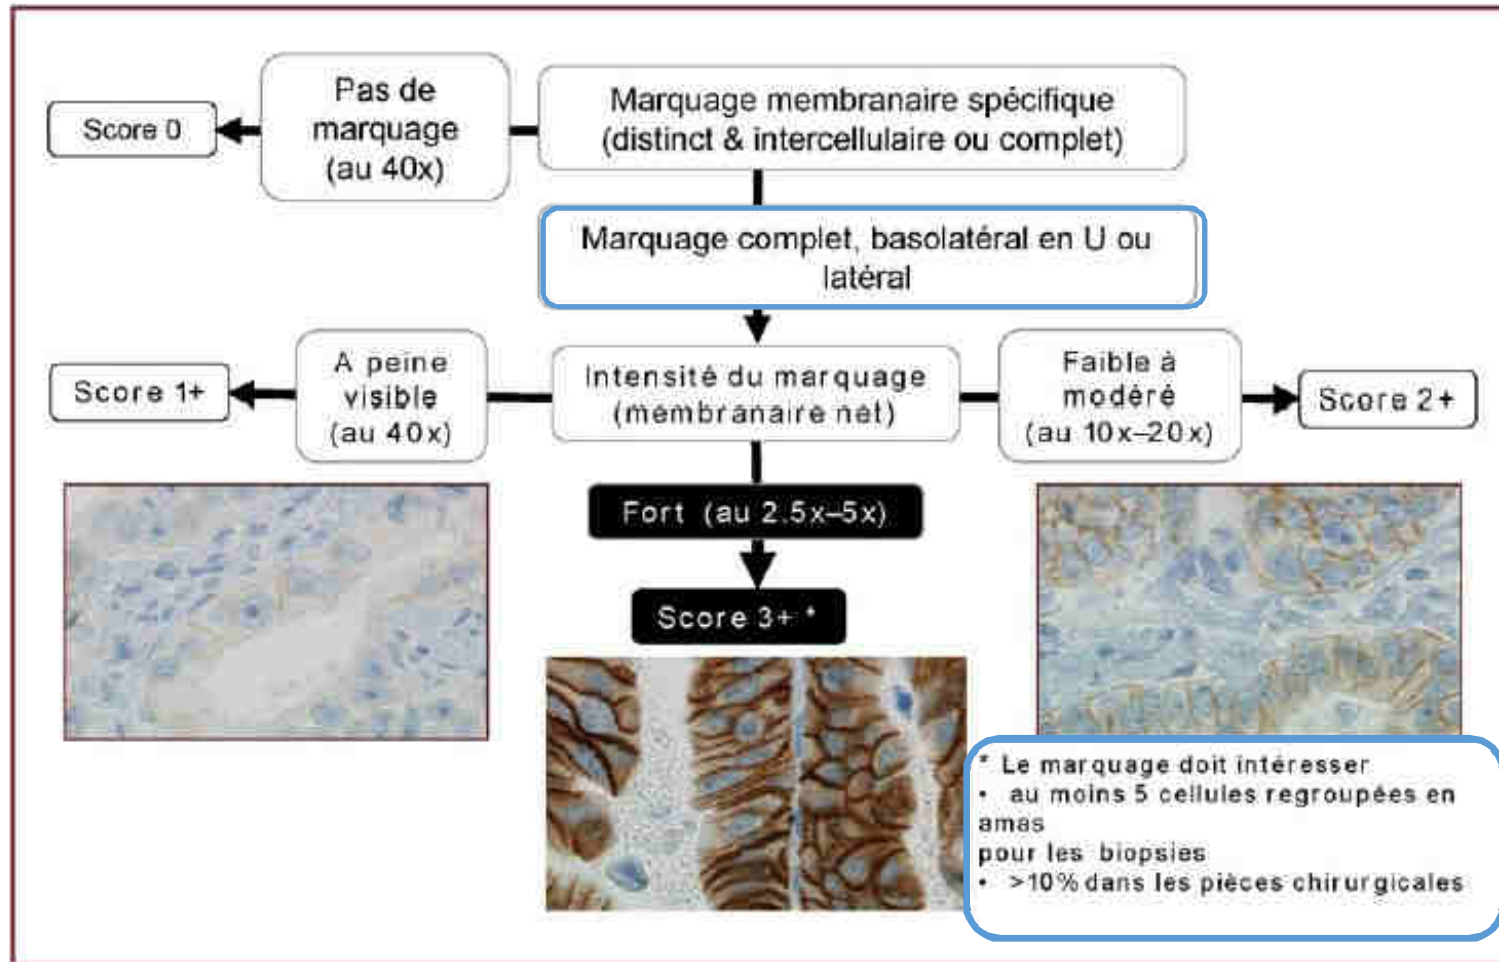 Score 0
Pas de
marquage
(au 40x)
Marquage membranaire spécifique
(distinct & intercellulaire ou complet)
Marquage complet, basolatéral en U ou
latéral
Score 1+
A peine
visible
(au 40x)
Intensité du marquage
(membranaire net)
Faible à
modéré
(au 10x–20x)
Score 2+
Fort (au 2.5x–5x)
Score 3+ *
* Le marquage doit intéresser
• au moins 5 cellules regroupées en
amas
pour les biopsies
• >10% dans les pièces chirurgicales